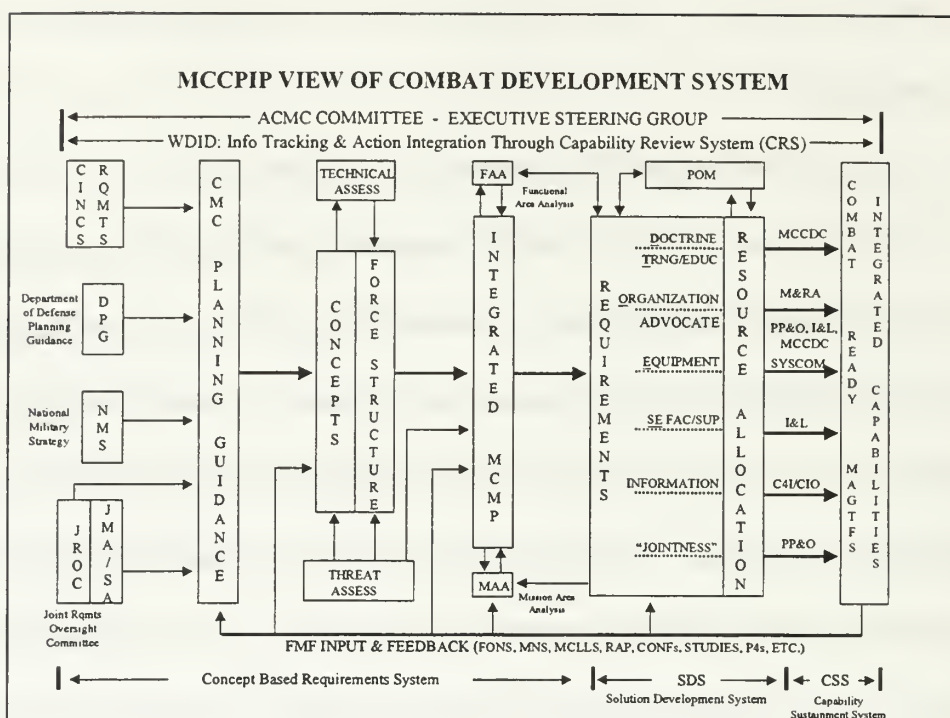 MCCPIP VIEW OF COMBAT DEVELOPMENT SYSTEM
ACMC COMMITTEE - EXECUTIVE STEERING GROUP
WDID: Info Tracking & Action Integration Through Capability Review System (CRS)
CINCS
RQMTS
Department
of Defense
Planning
Guidance
DPG
National
Military
Strategy
NMS
JROC
JMA/SA
Joint Rqmts
Oversight
Committee
CMC PLANNING GUIDANCE
TECHNICAL
ASSESS
CONCEPTS
FORCE STRUCTURE
THREAT
ASSESS
FAA
Functional
Area Analysis
INTEGRATED MCMP
MAA
Mission Area
Analysis
POM
REQUIREMENTS
DOCTRINE
TRNG/EDUC
ORGANIZATION
ADVOCATE
EQUIPMENT
SE FAC/SUP
INFORMATION
"JOINTNESS"
RESOURCE ALLOCATION
MCCDC
M&RA
PP&O, I&L,
MCCDC
SYSCOM
I&L
C4I/CIO
PP&O
COMBAT READY MAGTFS
INTEGRATED CAPABILITIES
FMF INPUT & FEEDBACK (FONS, MNS, MCLLS, RAP, CONFs, STUDIES, P4s, ETC.)
Concept Based Requirements System
SDS
Solution Development System
CSS
Capability
Sustainment System